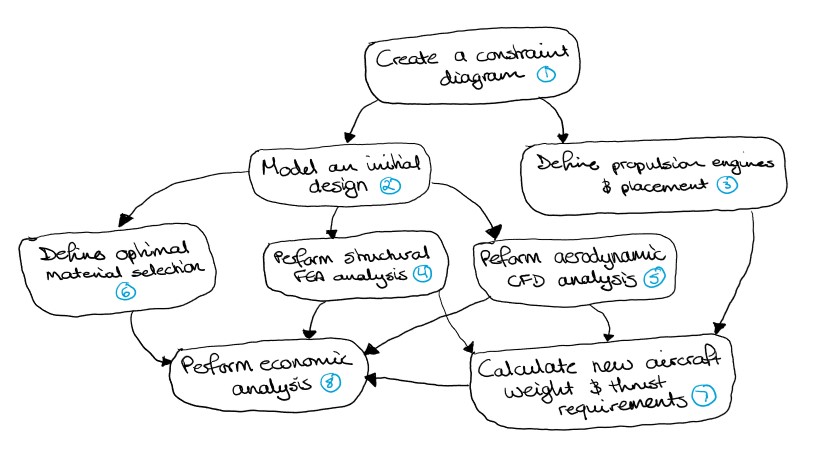 Create a constraint
diagram 1
Model an initial
design 2
Define propulsion engines
& placement 3
Define optimal
material selection
6
Perform structural
FEA analysis 4
Peform aerodynamic
CFD analysis 5
Perform economic
analysis 8
Calculate new aircraft
weight & thrust
requirements 7